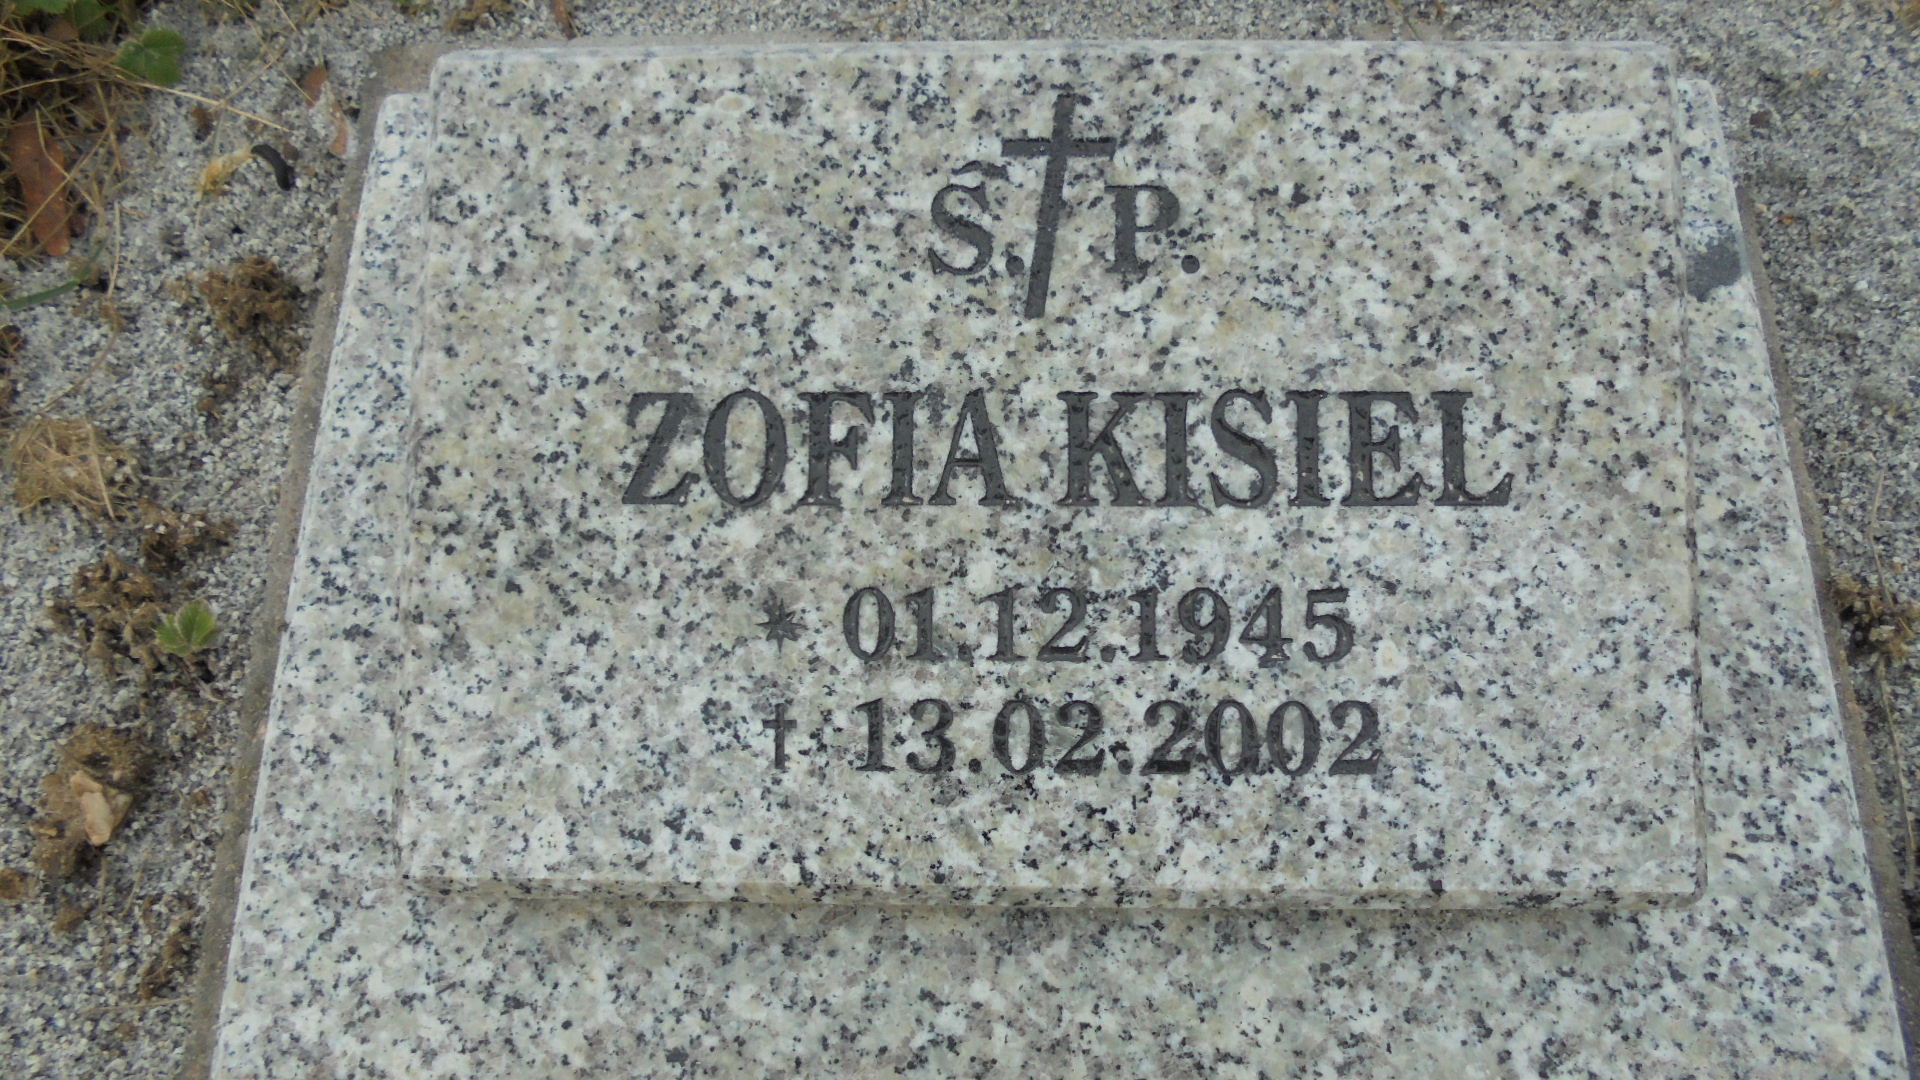 Ś. P.
ZOFIA KISIEL
* 01.12.1945
† 13.02.2002